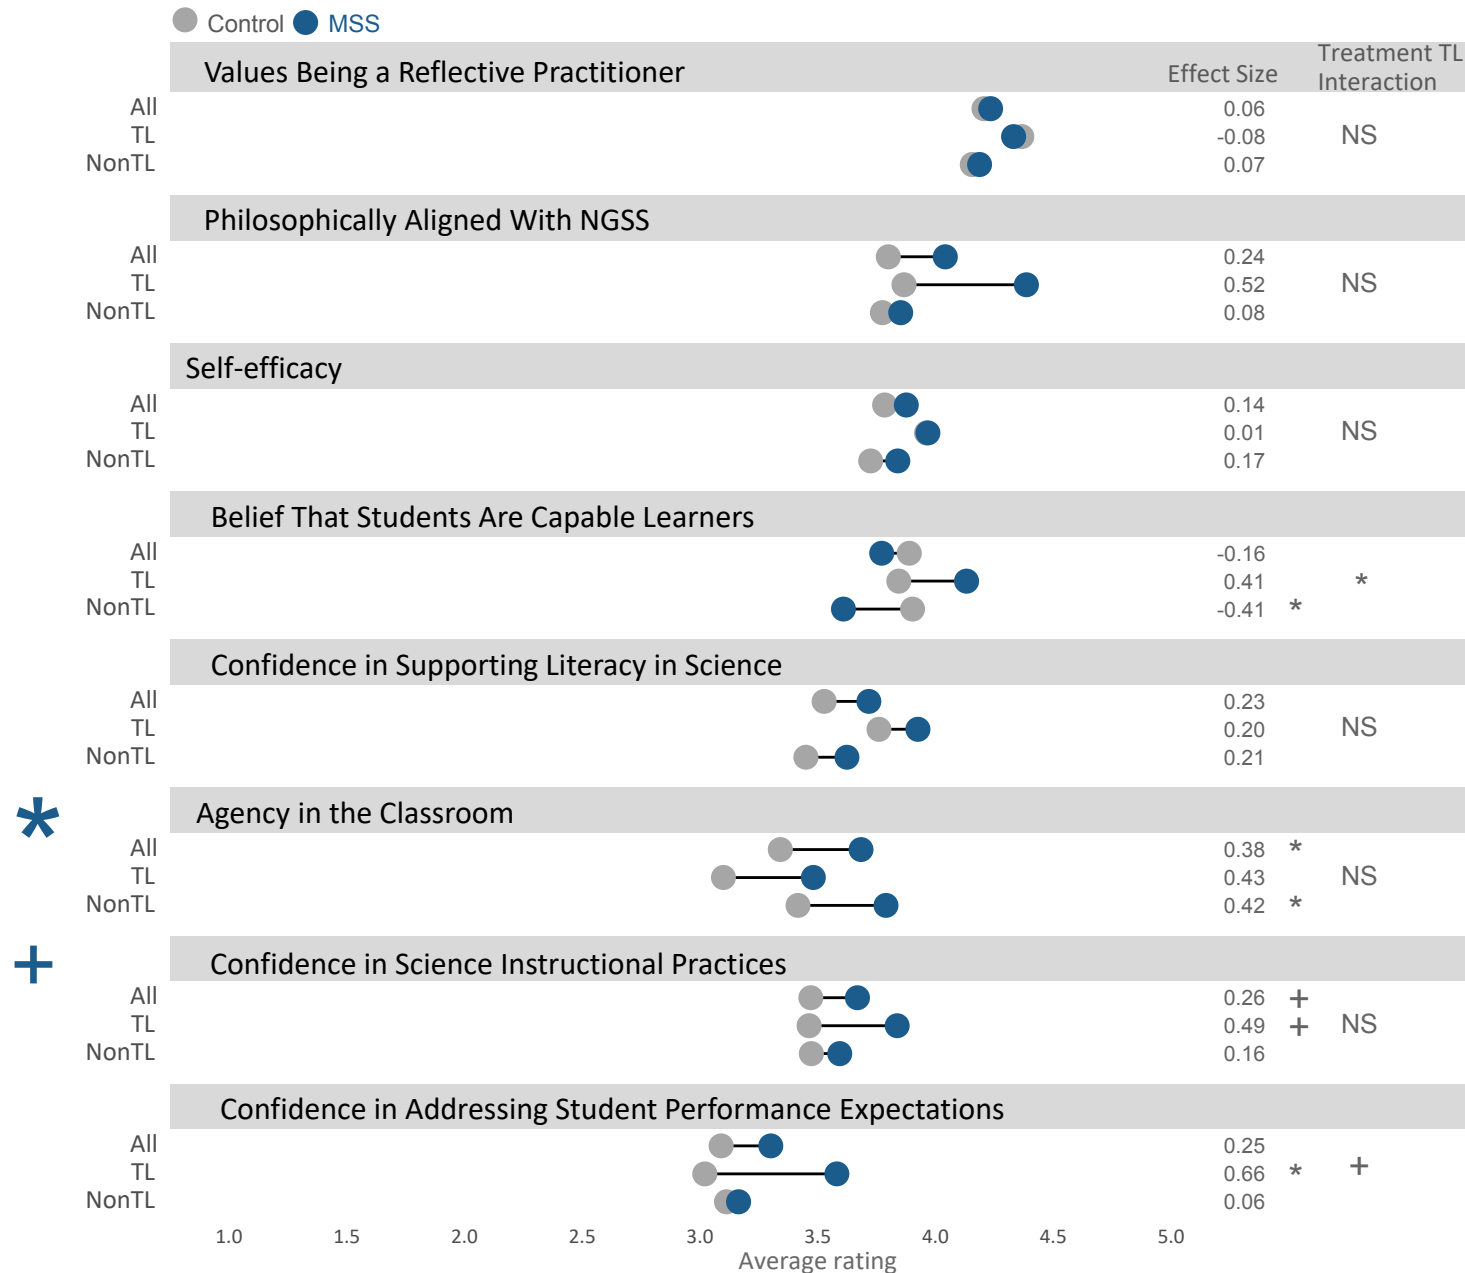 Control MSS
Values Being a Reflective Practitioner Effect Size Treatment TL
Interaction
All 0.06
TL -0.08 NS
NonTL 0.07
Philosophically Aligned With NGSS
All 0.24
TL 0.52 NS
NonTL 0.08
Self-efficacy
All 0.14
TL 0.01 NS
NonTL 0.17
Belief That Students Are Capable Learners
All -0.16
TL 0.41 *
NonTL -0.41 *
Confidence in Supporting Literacy in Science
All 0.23
TL 0.20 NS
NonTL 0.21
* Agency in the Classroom
All 0.38 *
TL 0.43 NS
NonTL 0.42 *
+ Confidence in Science Instructional Practices
All 0.26 +
TL 0.49 + NS
NonTL 0.16
Confidence in Addressing Student Performance Expectations
All 0.25
TL 0.66 * +
NonTL 0.06
1.0 1.5 2.0 2.5 3.0 3.5 4.0 4.5 5.0
Average rating